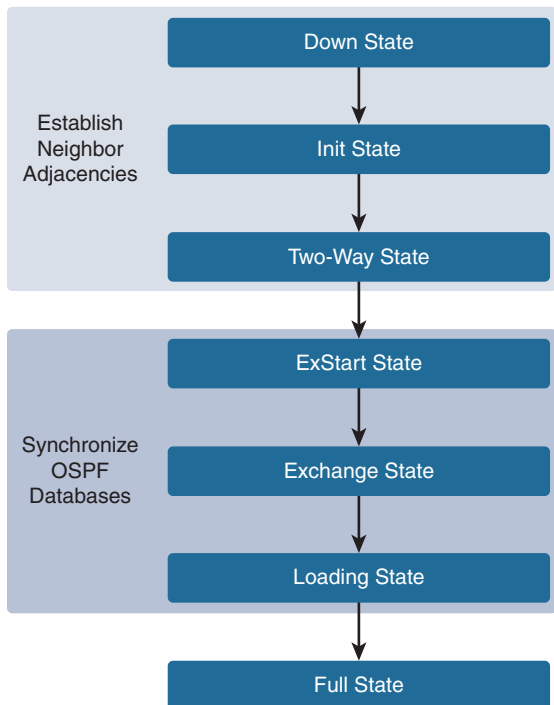 Down State
Establish
Neighbor
Adjacencies
Init State
Two-Way State
ExStart State
Synchronize
OSPF
Databases
Exchange State
Loading State
Full State